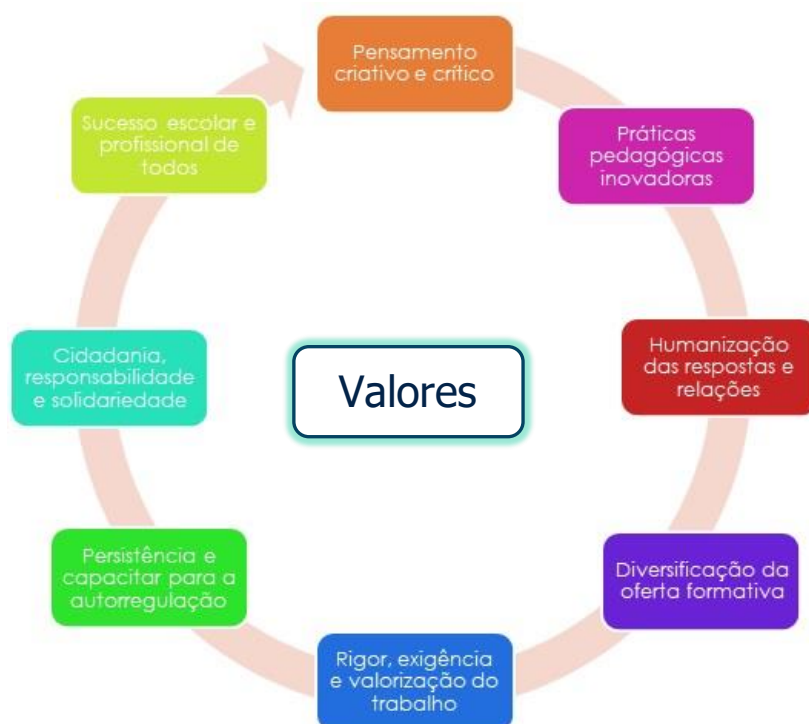 Pensamento
criativo e crítico
Práticas
pedagógicas
inovadoras
Humanização
das respostas e
relações
Diversificação da
oferta formativa
Rigor, exigência
e valorização do
trabalho
Persistência e
capacitar para a
autorregulação
Cidadania,
responsabilidade
e solidariedade
Sucesso escolar e
profissional de
todos
Valores